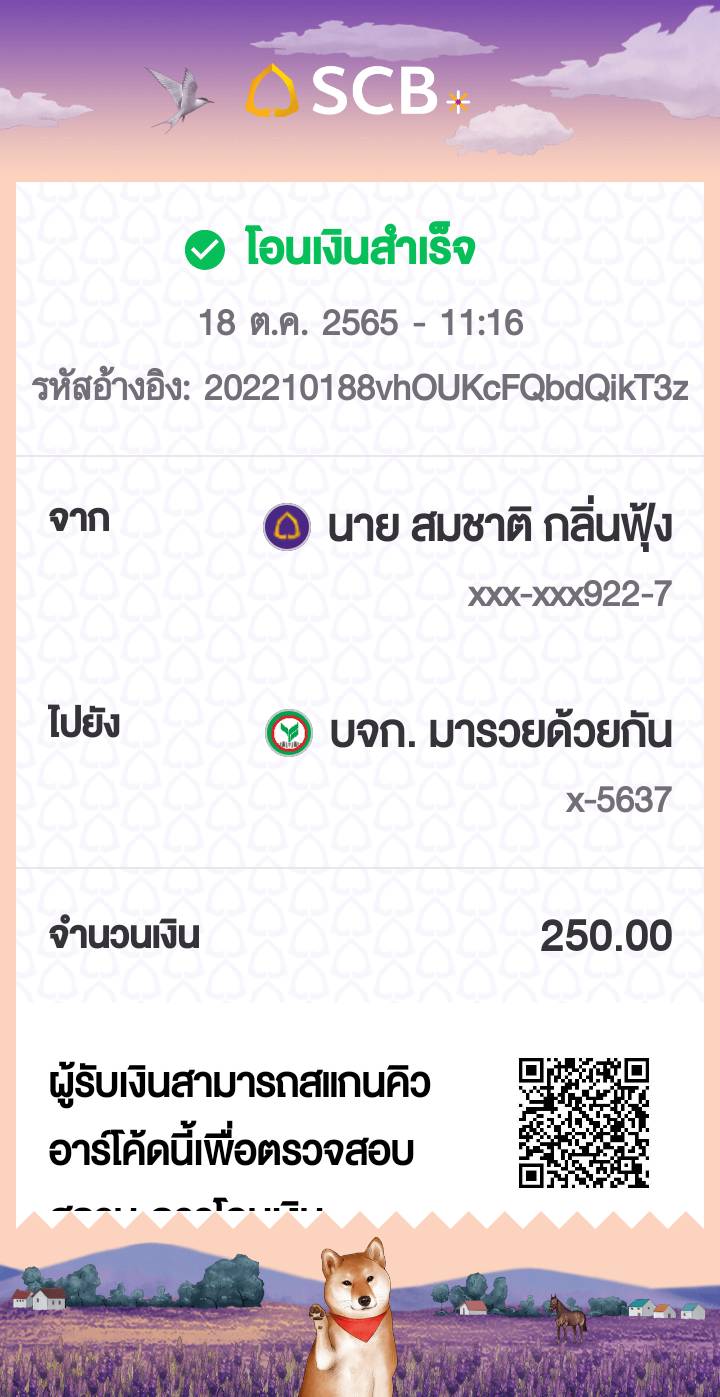 SCB
โอนเงินสำเร็จ
18 ต.ค. 2565 - 11:16
รหัสอ้างอิง: 202210188vhOUKcFQbdQikT3z
จาก
นาย สมชาติ กลิ่นฟุ้ง
xxx-xxx922-7
ไปยัง
บจก. มารวยด้วยกัน
x-5637
จำนวนเงิน
250.00
ผู้รับเงินสามารถสแกนคิว
อาร์โค้ดนี้เพื่อตรวจสอบ